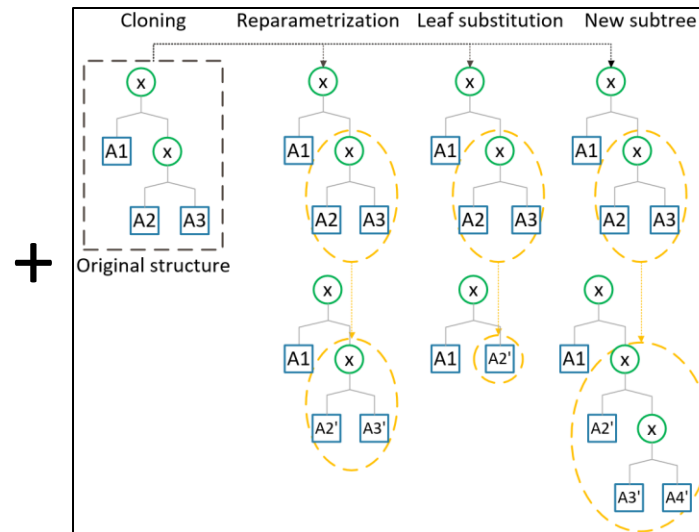 Cloning Reparametrization Leaf substitution New subtree
x x x x
A1 x A1 x A1 x A1 x
A2 A3 A2 A3 A2 A3 A2 A3
+
Original structure
x x x
A1 x A1 A2' A1 x
A2' A3' A2' x
A3' A4'